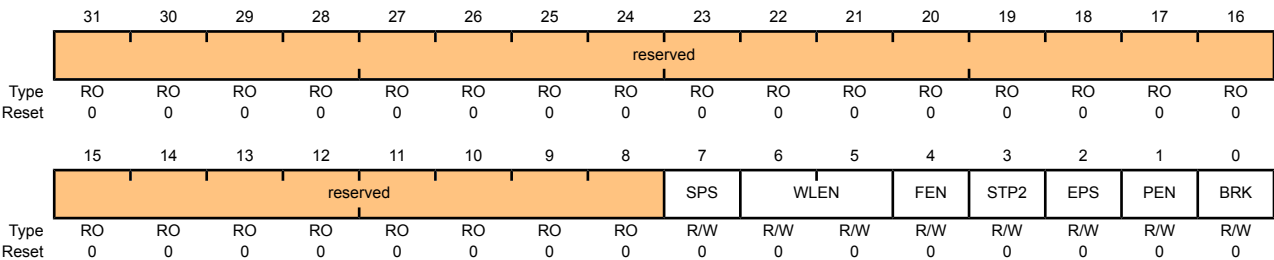 31 30 29 28 27 26 25 24 23 22 21 20 19 18 17 16
reserved
Type RO RO RO RO RO RO RO RO RO RO RO RO RO RO RO RO
Reset 0 0 0 0 0 0 0 0 0 0 0 0 0 0 0 0
15 14 13 12 11 10 9 8 7 6 5 4 3 2 1 0
reserved SPS WLEN FEN STP2 EPS PEN BRK
Type RO RO RO RO RO RO RO RO R/W R/W R/W R/W R/W R/W R/W R/W
Reset 0 0 0 0 0 0 0 0 0 0 0 0 0 0 0 0